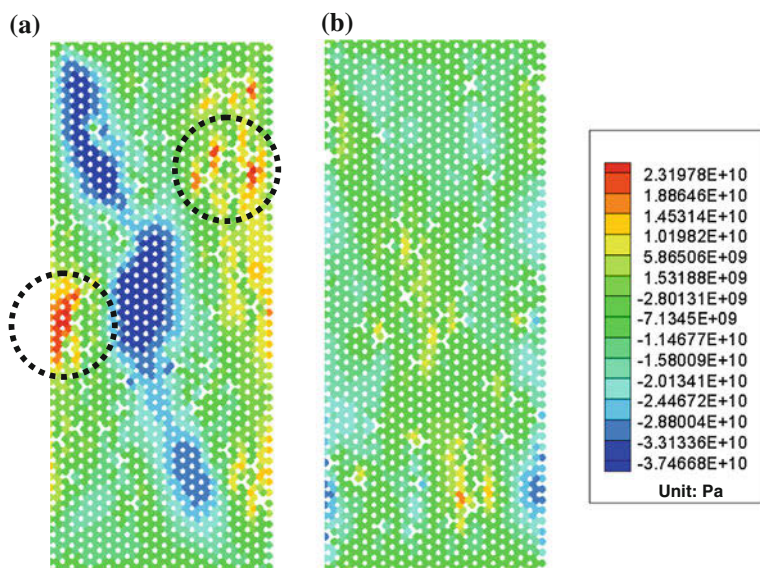 (a)
(b)
2.31978E+10
1.88646E+10
1.45314E+10
1.01982E+10
5.86506E+09
1.53188E+09
-2.80131E+09
-7.1345E+09
-1.14677E+10
-1.58009E+10
-2.01341E+10
-2.44672E+10
-2.88004E+10
-3.31336E+10
-3.74668E+10
Unit: Pa